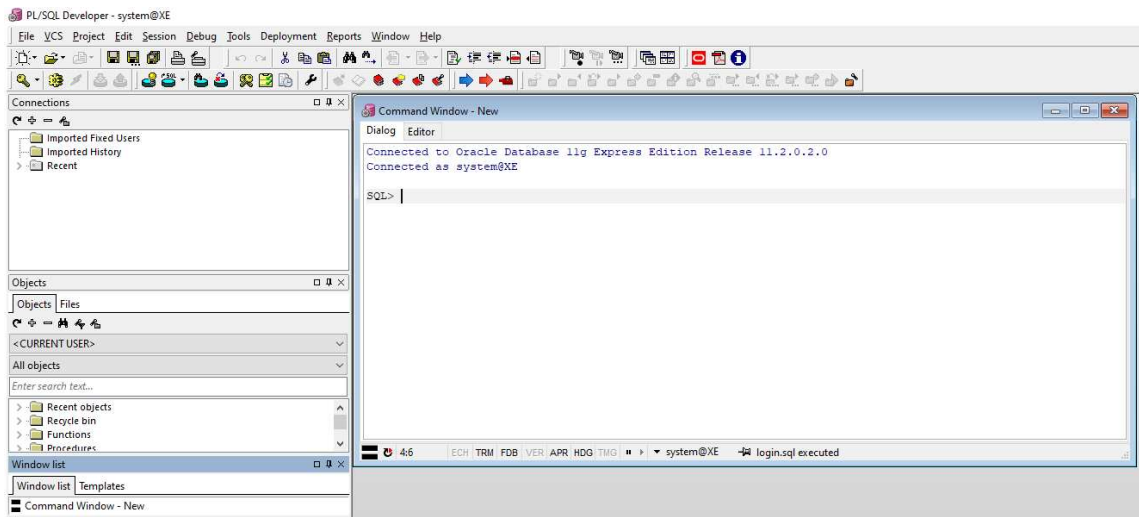 PL/SQL Developer - system@XE
File VCS Project Edit Session Debug Tools Deployment Reports Window Help
Connections
Imported Fixed Users
Imported History
Recent
Objects
Objects Files
<CURRENT USER>
All objects
Enter search text...
Recent objects
Recycle bin
Functions
Procedures
Window list
Window list Templates
Command Window - New
Command Window - New
Dialog Editor
Connected to Oracle Database 11g Express Edition Release 11.2.0.2.0
Connected as system@XE
SQL>
4:6 ECH TRM FDB VER APR HDG TMG system@XE login.sql executed